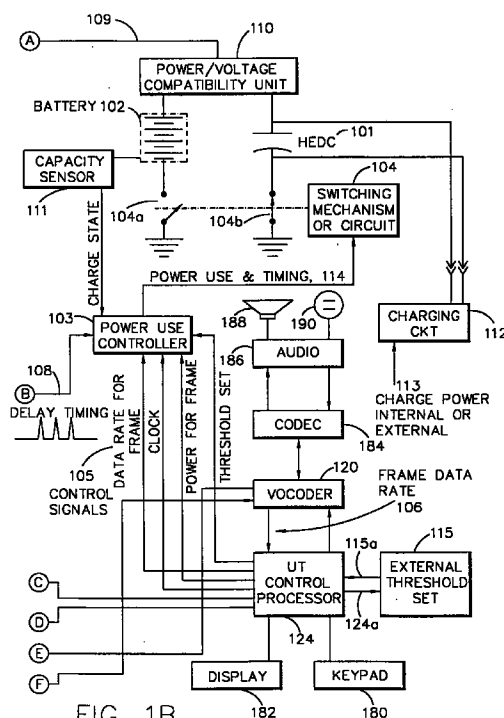 109
A
110
POWER/VOLTAGE
COMPATIBILITY UNIT
BATTERY 102
101
HEDC
CAPACITY
SENSOR
111
104
SWITCHING
MECHANISM
OR CIRCUIT
104a
104b
CHARGE STATE
POWER USE & TIMING, 114
188
190
103
POWER USE
CONTROLLER
186
AUDIO
CHARGING
CKT
112
B
108
DELAY TIMING
113
CHARGE POWER
INTERNAL OR
EXTERNAL
DATA RATE FOR
FRAME
CLOCK
POWER FOR FRAME
THRESHOLD SET
CODEC
184
105
CONTROL
SIGNALS
120
VOCODER
FRAME DATA
RATE
106
115
115a
EXTERNAL
THRESHOLD
SET
UT
CONTROL
PROCESSOR
124a
124
C
D
E
F
DISPLAY
182
KEYPAD
180
FIG. 1B